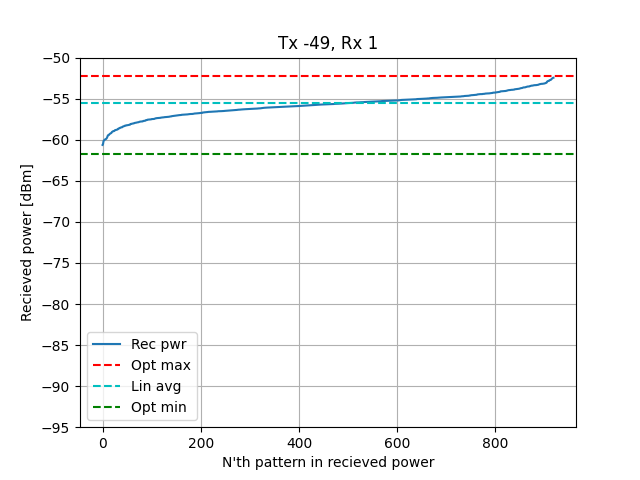 Tx -49, Rx 1
Recieved power [dBm]
−50
−55
−60
−65
−70
−75
−80
−85
−90
−95
Rec pwr
Opt max
Lin avg
Opt min
0 200 400 600 800
N'th pattern in recieved power